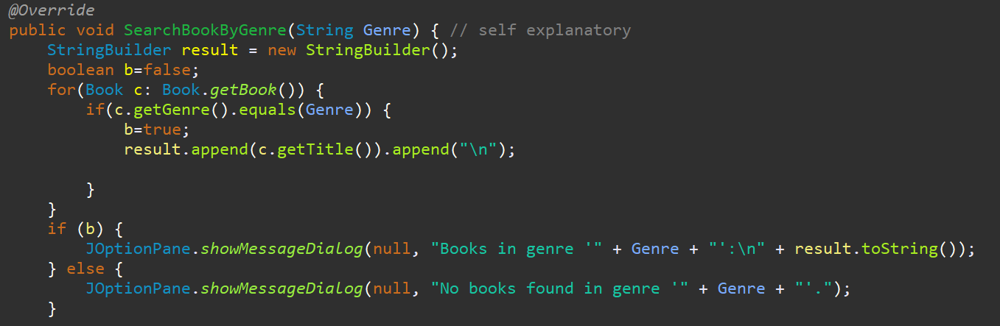 @Override
public void SearchBookByGenre(String Genre) { // self explanatory
    StringBuilder result = new StringBuilder();
    boolean b=false;
    for(Book c: Book.getBook()) {
        if(c.getGenre().equals(Genre)) {
            b=true;
            result.append(c.getTitle()).append("\n");
        }
    }
    if (b) {
        JOptionPane.showMessageDialog(null, "Books in genre '" + Genre + "':\n" + result.toString());
    } else {
        JOptionPane.showMessageDialog(null, "No books found in genre '" + Genre + "'.");
    }